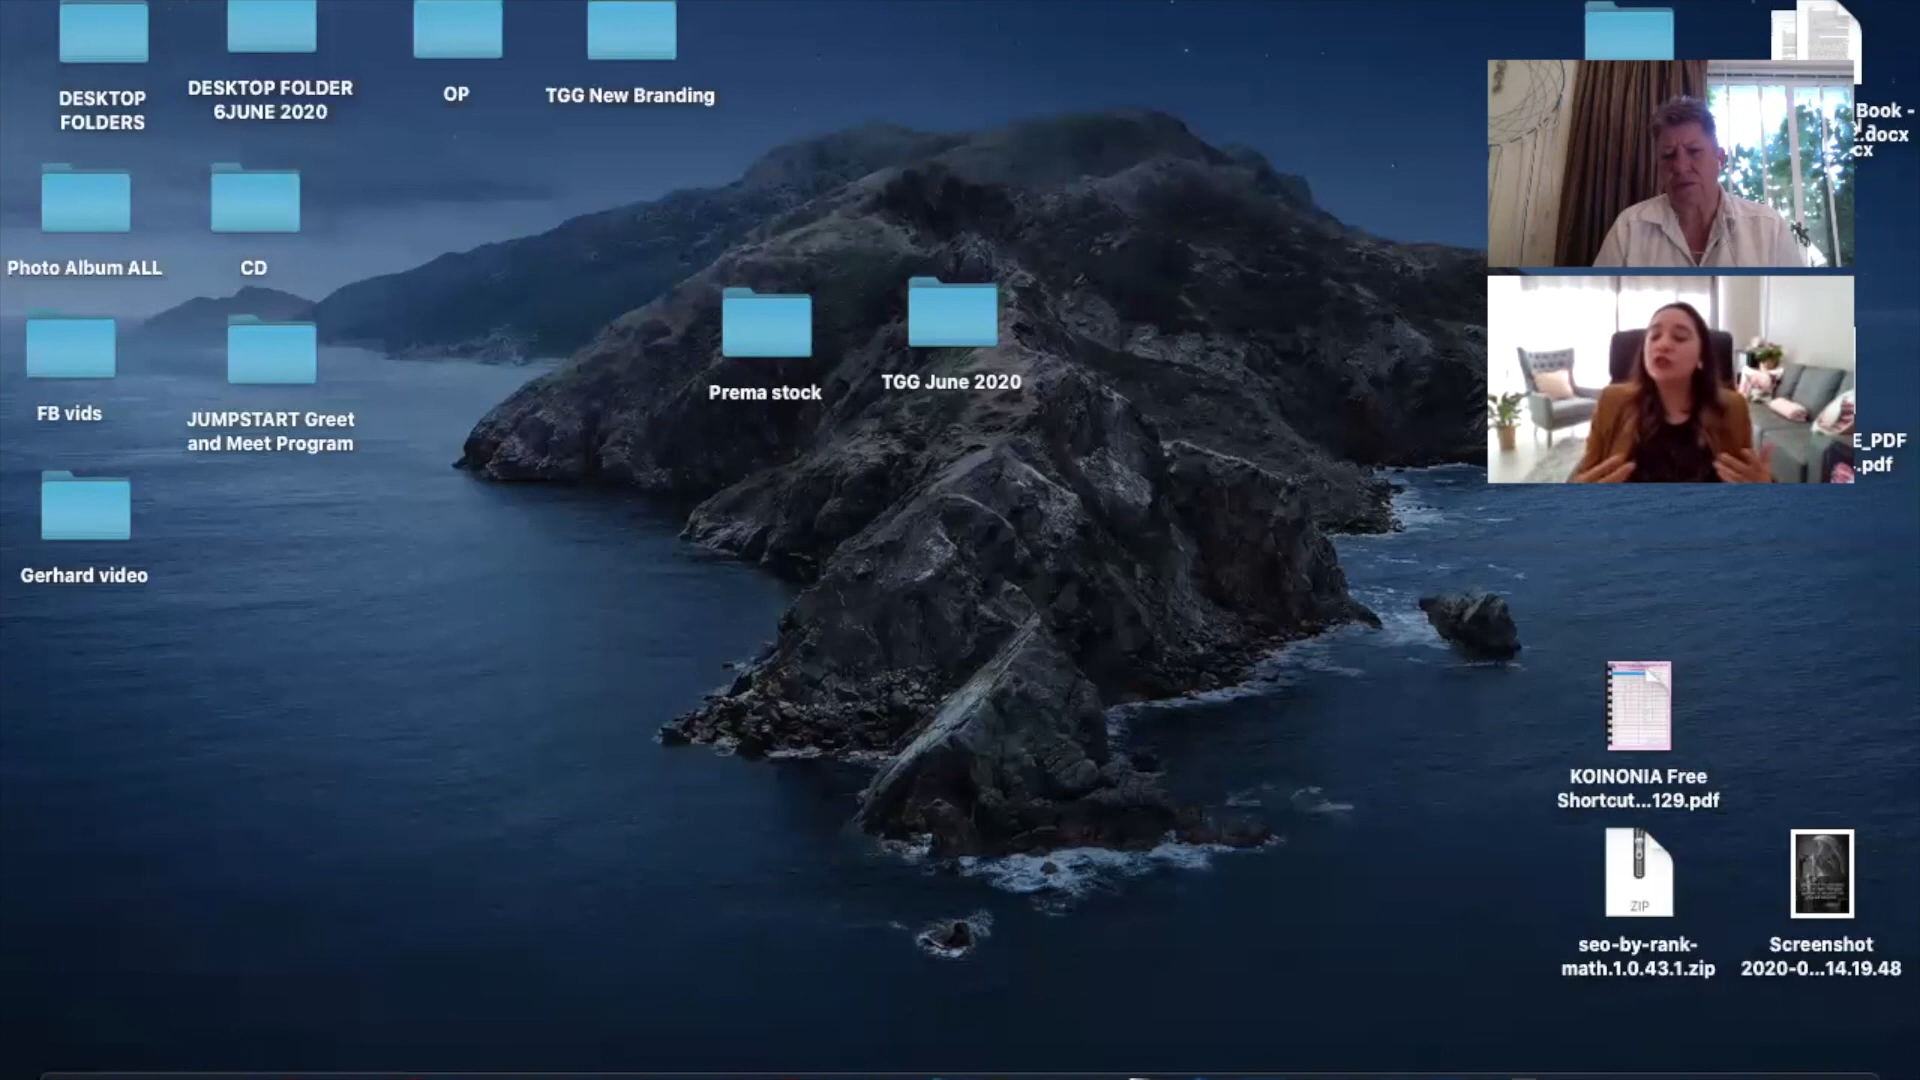 DESKTOP
FOLDERS
DESKTOP FOLDER
6JUNE 2020
OP
TGG New Branding
Book -
.docx
cx
Photo Album ALL
CD
Prema stock
TGG June 2020
FB vids
JUMPSTART Greet
and Meet Program
E_PDF
.pdf
Gerhard video
KOINONIA Free
Shortcut...129.pdf
ZIP
seo-by-rank-
math.1.0.43.1.zip
Screenshot
2020-0...14.19.48